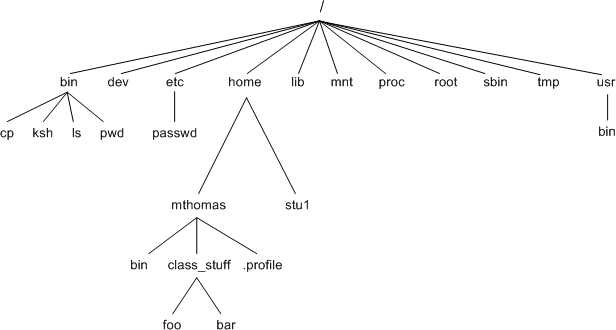 /
bin dev etc home lib mnt proc root sbin tmp usr
cp ksh ls pwd passwd bin
mthomas stu1
bin class_stuff .profile
foo bar